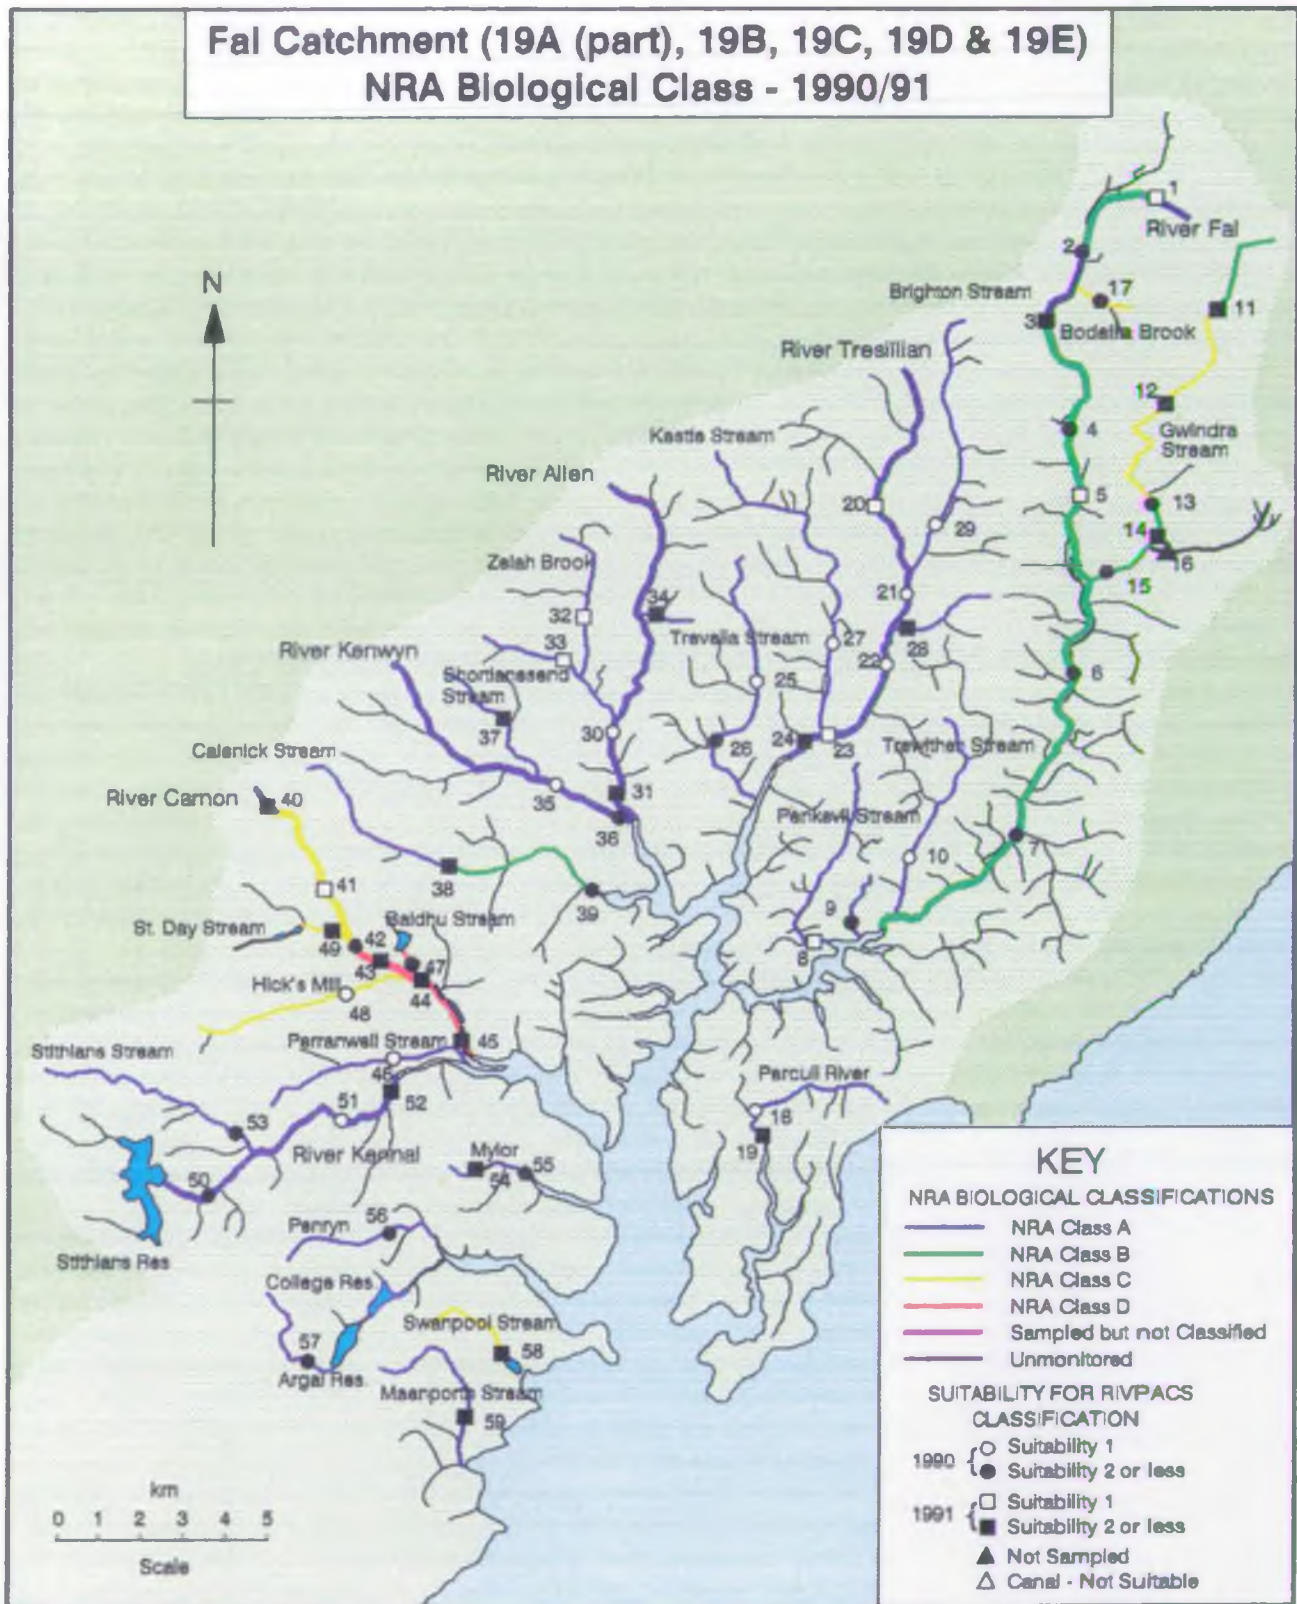 Fal Catchment (19A (part), 19B, 19C, 19D & 19E)
NRA Biological Class - 1990/91
N
1
River Fal
2
17
Brighton Stream
3
Bodella Brook
11
River Tresillian
12
Gwindra
Stream
Kestle Stream
4
River Allen
5
13
20
29
14
16
15
Zelah Brook
21
34
32
Trevella Stream
27
28
33
22
River Kenwyn
Shortlanesend
Stream
25
6
37
30
24
23
Trewithen Stream
26
Calenick Stream
River Carnon
40
35
31
36
Penkevil Stream
7
10
38
41
39
9
St. Day Stream
Baldhu Stream
49
42
43
47
44
8
Hick's Mill
48
Perranwell Stream
45
Stithians Stream
46
Percuil River
52
51
18
53
19
River Kennal
Mylor
55
54
50
Penryn
56
Stithians Res
College Res.
Swanpool Stream
57
58
Argal Res.
Maenporth Stream
59
km
0 1 2 3 4 5
Scale
KEY
NRA BIOLOGICAL CLASSIFICATIONS
NRA Class A
NRA Class B
NRA Class C
NRA Class D
Sampled but not Classified
Unmonitored
SUITABILITY FOR RIVPACS
CLASSIFICATION
1990 { Suitability 1
Suitability 2 or less
1991 { Suitability 1
Suitability 2 or less
Not Sampled
Canal - Not Suitable